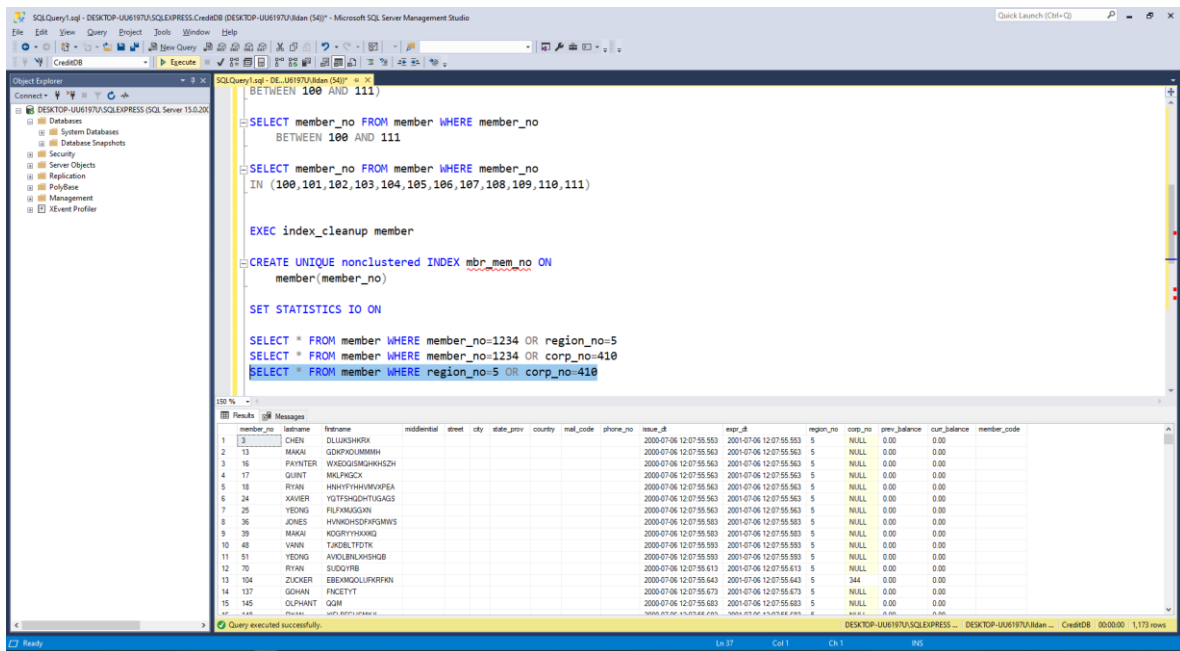 SQLQuery1.sql - DESKTOP-UU6197U\SQLEXPRESS.CreditDB (DESKTOP-UU6197U\Ildan (54))* - Microsoft SQL Server Management Studio
Quick Launch (Ctrl+Q)
File Edit View Query Project Tools Window Help
New Query
CreditDB
Execute
Object Explorer
SQLQuery1.sql - DE...U6197U\Ildan (54))*
Connect
DESKTOP-UU6197U\SQLEXPRESS (SQL Server 15.0.200
Databases
System Databases
Database Snapshots
Security
Server Objects
Replication
PolyBase
Management
XEvent Profiler
BETWEEN 100 AND 111)
SELECT member_no FROM member WHERE member_no
BETWEEN 100 AND 111
SELECT member_no FROM member WHERE member_no
IN (100,101,102,103,104,105,106,107,108,109,110,111)
EXEC index_cleanup member
CREATE UNIQUE nonclustered INDEX mbr_mem_no ON
member(member_no)
SET STATISTICS IO ON
SELECT * FROM member WHERE member_no=1234 OR region_no=5
SELECT * FROM member WHERE member_no=1234 OR corp_no=410
SELECT * FROM member WHERE region_no=5 OR corp_no=410
150 %
Results Messages
member_no lastname firstname middleinitial street city state_prov country mail_code phone_no issue_dt expr_dt region_no corp_no prev_balance curr_balance member_code
1 3 CHEN DLUJKSHKRX 2000-07-06 12:07:55.553 2001-07-06 12:07:55.553 5 NULL 0.00 0.00
2 13 MAKAI GDKPXOUMMMH 2000-07-06 12:07:55.563 2001-07-06 12:07:55.563 5 NULL 0.00 0.00
3 16 PAYNTER WXEOQISMQHKHSZH 2000-07-06 12:07:55.563 2001-07-06 12:07:55.563 5 NULL 0.00 0.00
4 17 QUINT MKLPKGCX 2000-07-06 12:07:55.563 2001-07-06 12:07:55.563 5 NULL 0.00 0.00
5 18 RYAN HNHYFYHHVMVXPEA 2000-07-06 12:07:55.563 2001-07-06 12:07:55.563 5 NULL 0.00 0.00
6 24 XAVIER YQTFSHQDHTUGAGS 2000-07-06 12:07:55.563 2001-07-06 12:07:55.563 5 NULL 0.00 0.00
7 25 YEONG FILFXMJGGXN 2000-07-06 12:07:55.563 2001-07-06 12:07:55.563 5 NULL 0.00 0.00
8 36 JONES HVNKOHSDFXFGMWS 2000-07-06 12:07:55.583 2001-07-06 12:07:55.583 5 NULL 0.00 0.00
9 39 MAKAI KOGRYYHXXKQ 2000-07-06 12:07:55.583 2001-07-06 12:07:55.583 5 NULL 0.00 0.00
10 48 VANN TJKDBLTFDTK 2000-07-06 12:07:55.593 2001-07-06 12:07:55.593 5 NULL 0.00 0.00
11 51 YEONG AVIOLBNLXHSHQB 2000-07-06 12:07:55.593 2001-07-06 12:07:55.593 5 NULL 0.00 0.00
12 70 RYAN SUDQYRB 2000-07-06 12:07:55.613 2001-07-06 12:07:55.613 5 NULL 0.00 0.00
13 104 ZUCKER EBEXMQOLUFKRFKN 2000-07-06 12:07:55.643 2001-07-06 12:07:55.643 5 344 0.00 0.00
14 137 GOHAN FNCETYT 2000-07-06 12:07:55.673 2001-07-06 12:07:55.673 5 NULL 0.00 0.00
15 145 OLPHANT QQM 2000-07-06 12:07:55.683 2001-07-06 12:07:55.683 5 NULL 0.00 0.00
Query executed successfully.
DESKTOP-UU6197U\SQLEXPRESS ... DESKTOP-UU6197U\Ildan ... CreditDB 00:00:00 1,173 rows
Ready
Ln 37 Col 1 Ch 1 INS